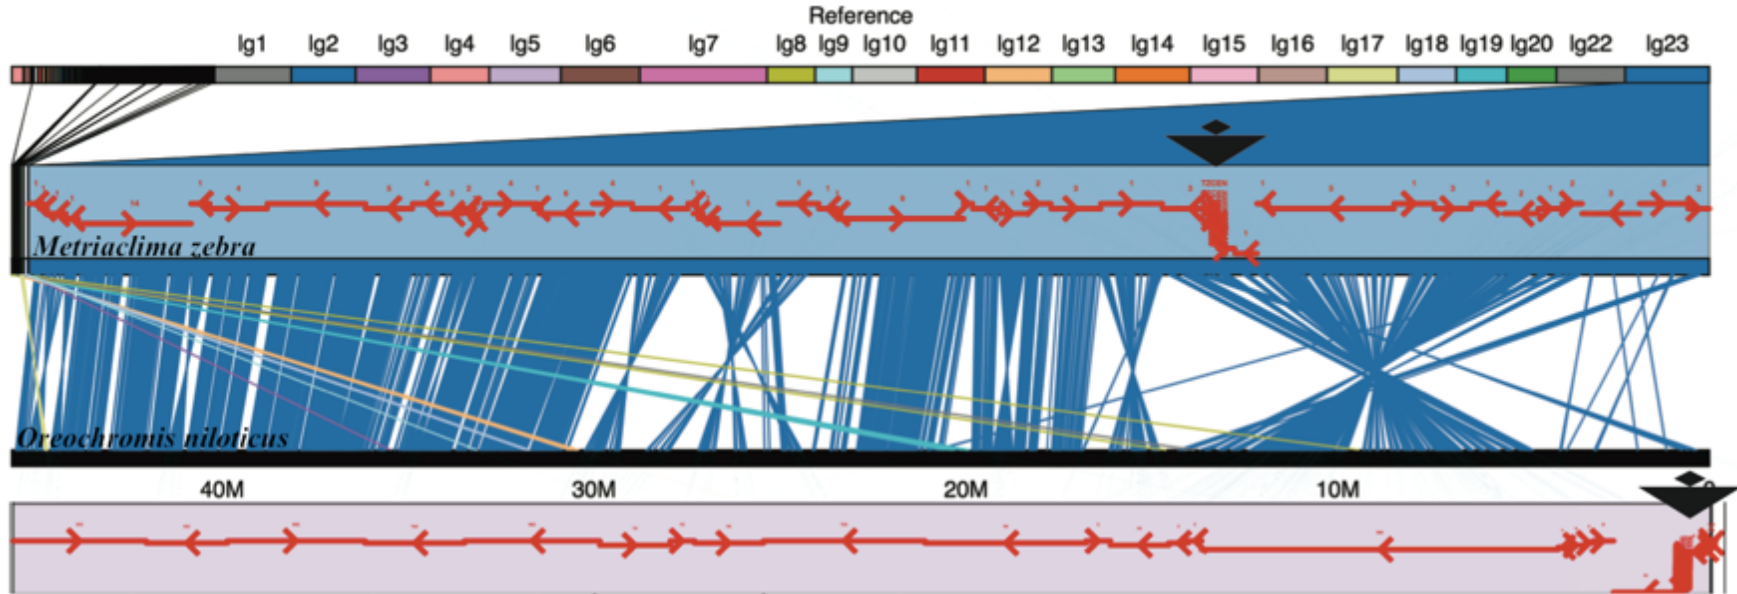 Reference
lg1 lg2 lg3 lg4 lg5 lg6 lg7 lg8 lg9 lg10 lg11 lg12 lg13 lg14 lg15 lg16 lg17 lg18 lg19 lg20 lg22 lg23
Metriaclima zebra
Oreochromis niloticus
40M 30M 20M 10M